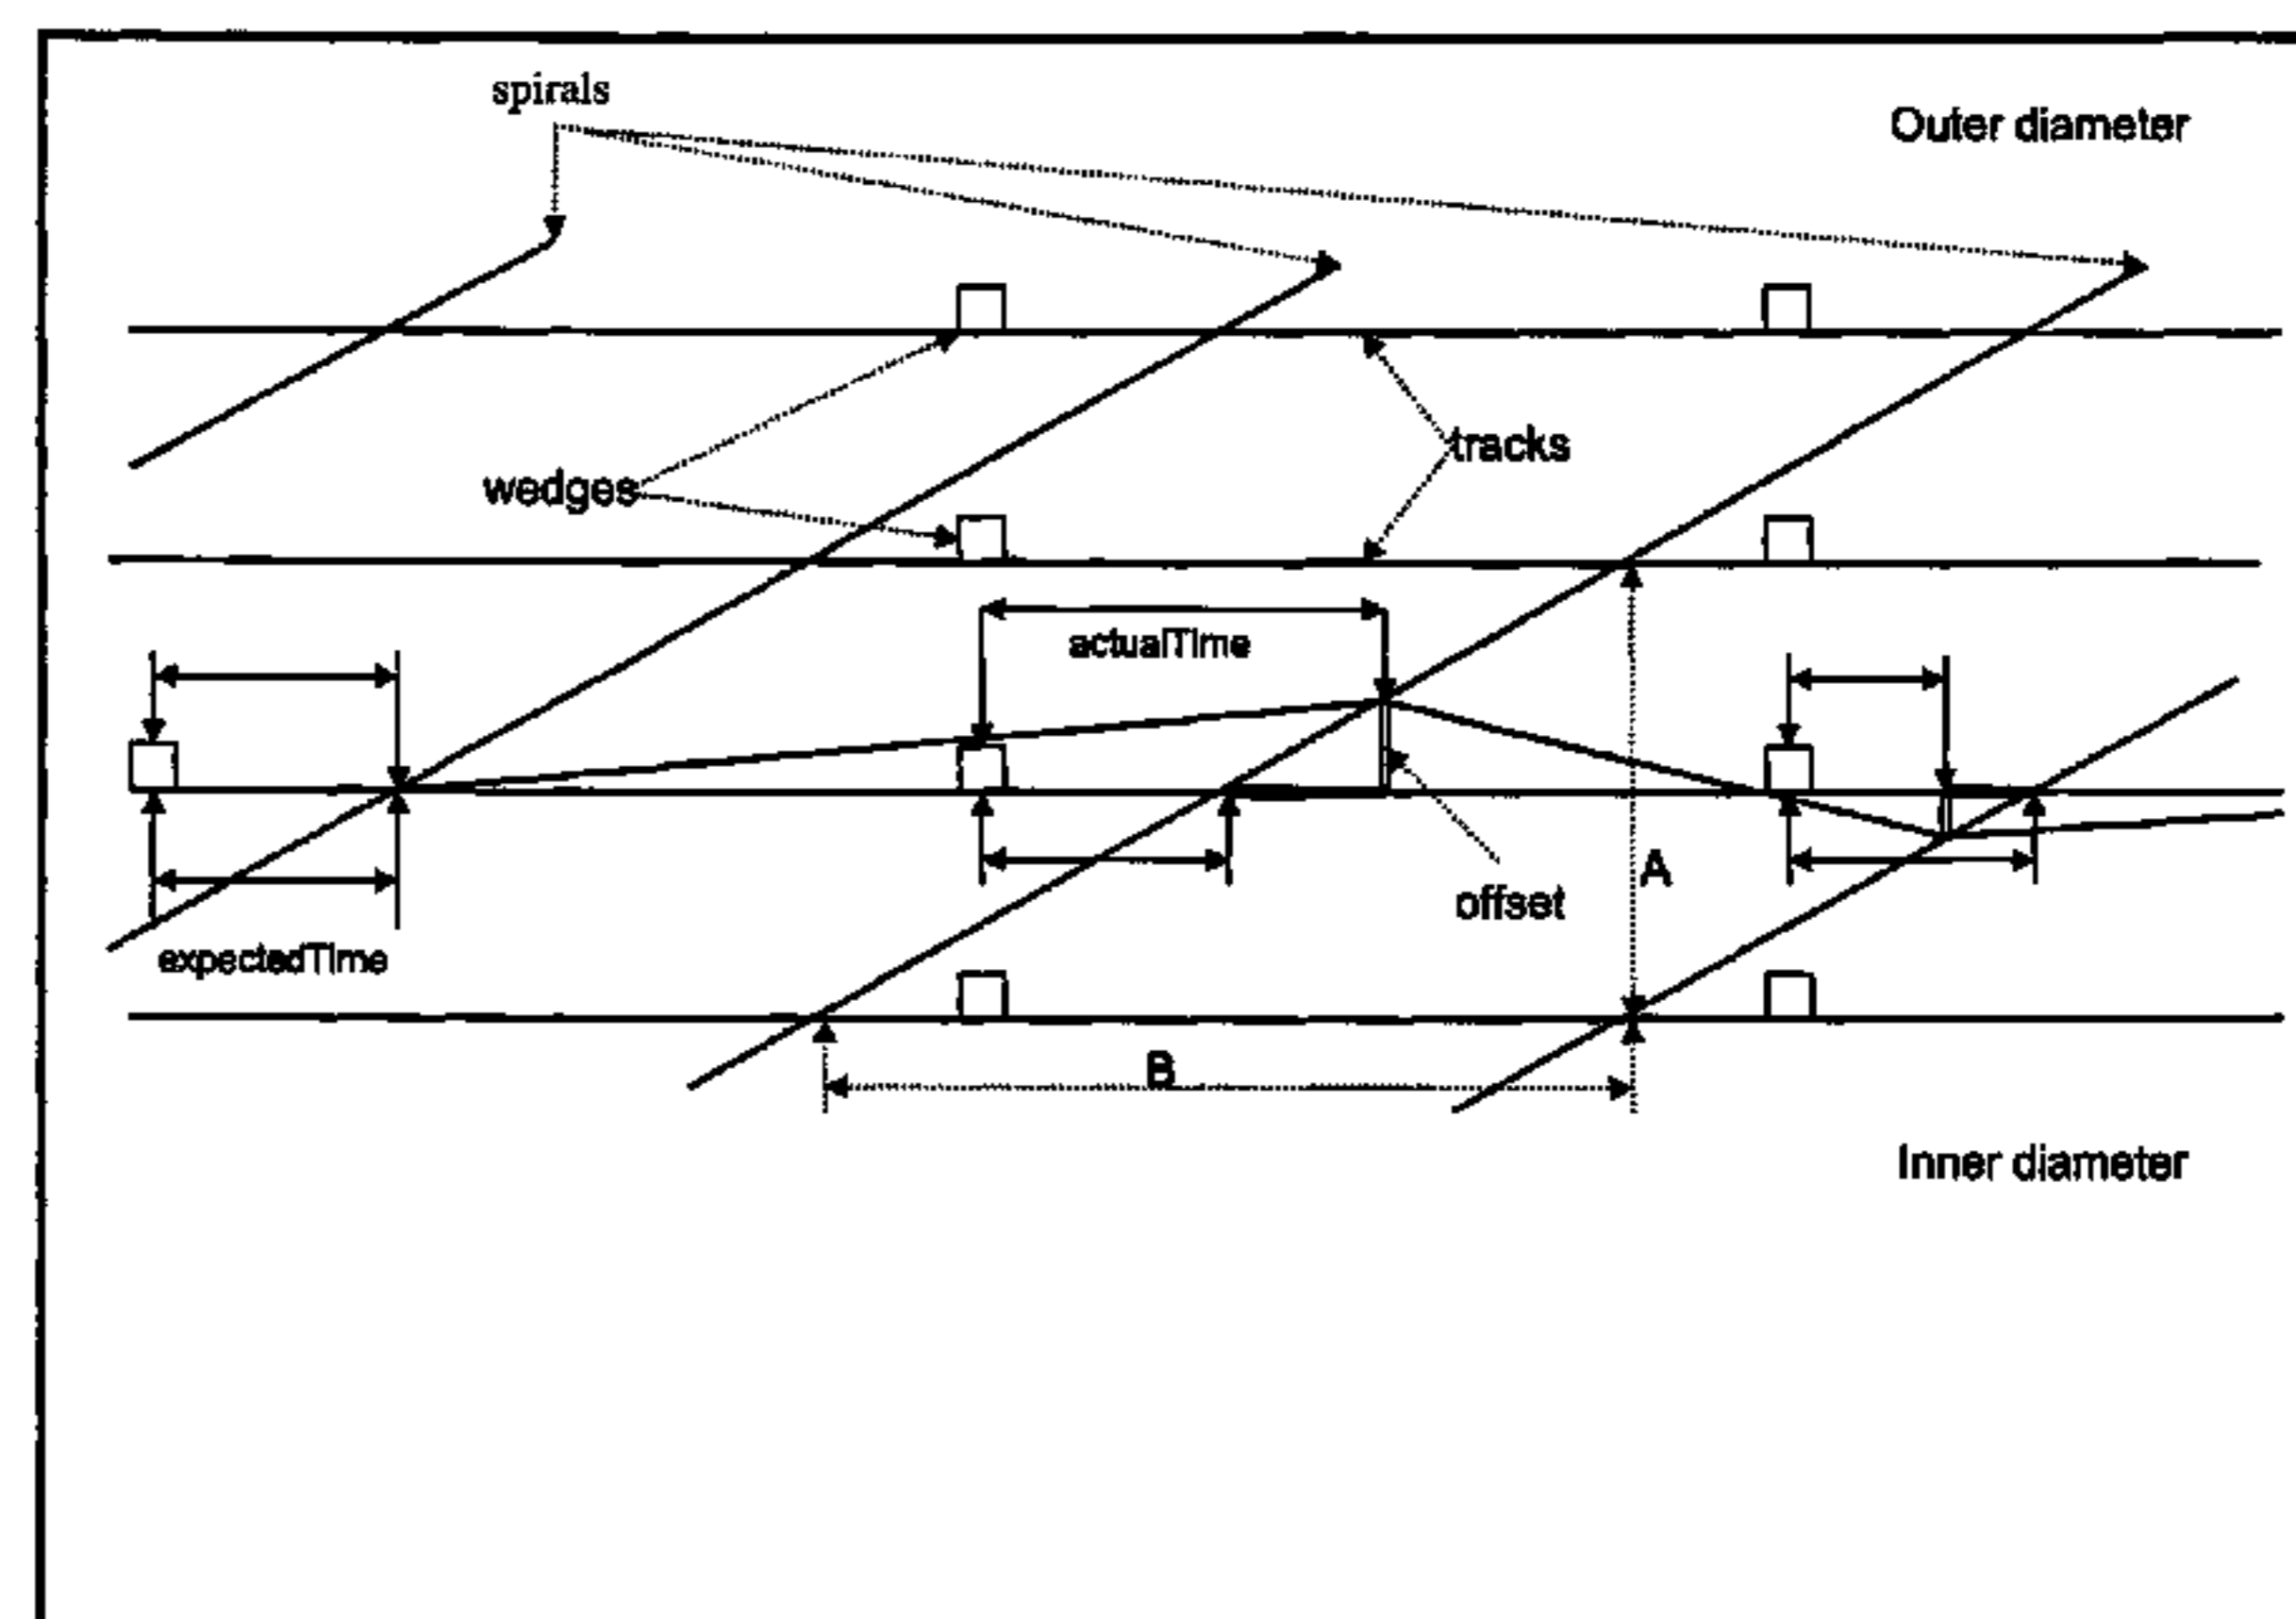 spirals
Outer diameter
tracks
wedges
actualTime
A
offset
expectedTime
B
Inner diameter